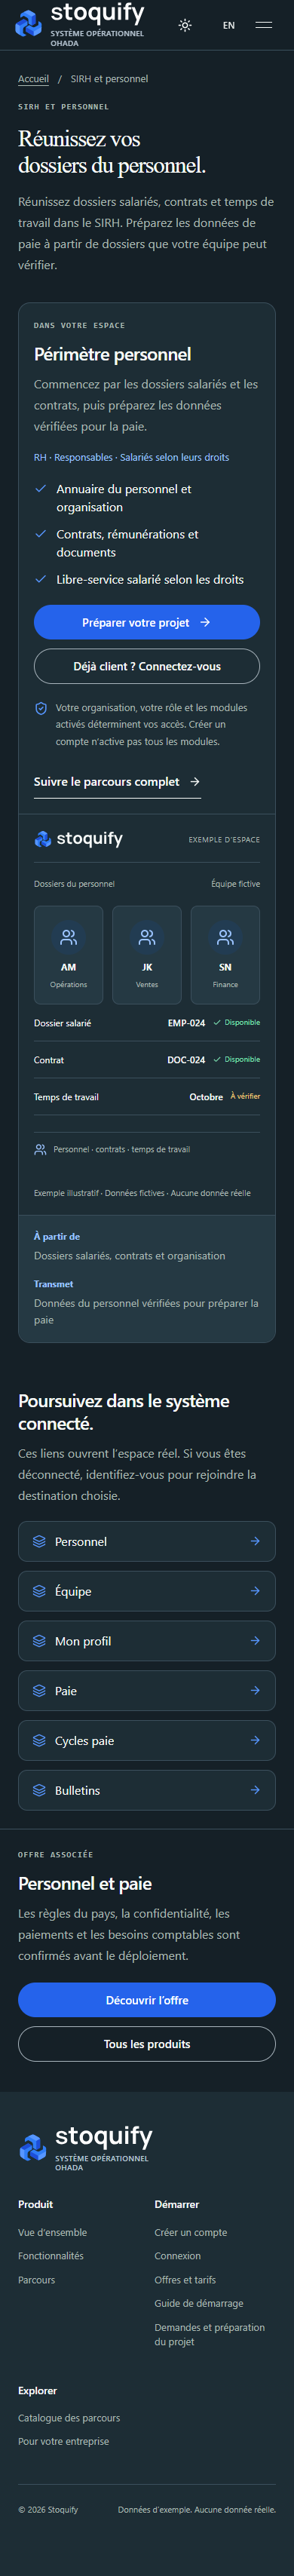 stoquify
SYSTÈME OPÉRATIONNEL
OHADA
EN
Accueil / SIRH et personnel
SIRH ET PERSONNEL
Réunissez vos
dossiers du personnel.
Réunissez dossiers salariés, contrats et temps de
travail dans le SIRH. Préparez les données de
paie à partir de dossiers que votre équipe peut
vérifier.
DANS VOTRE ESPACE
Périmètre personnel
Commencez par les dossiers salariés et les
contrats, puis préparez les données
vérifiées pour la paie.
RH · Responsables · Salariés selon leurs droits
Annuaire du personnel et
organisation
Contrats, rémunérations et
documents
Libre-service salarié selon les droits
Préparer votre projet
Déjà client ? Connectez-vous
Votre organisation, votre rôle et les modules
activés déterminent vos accès. Créer un
compte n'active pas tous les modules.
Suivre le parcours complet
stoquify EXEMPLE D'ESPACE
Dossiers du personnel Équipe fictive
AM JK SN
Opérations Ventes Finance
Dossier salarié EMP-024 Disponible
Contrat DOC-024 Disponible
Temps de travail Octobre À vérifier
Personnel · contrats · temps de travail
Exemple illustratif · Données fictives · Aucune donnée réelle
À partir de
Dossiers salariés, contrats et organisation
Transmet
Données du personnel vérifiées pour préparer la
paie
Poursuivez dans le système
connecté.
Ces liens ouvrent l'espace réel. Si vous êtes
déconnecté, identifiez-vous pour rejoindre la
destination choisie.
Personnel
Équipe
Mon profil
Paie
Cycles paie
Bulletins
OFFRE ASSOCIÉE
Personnel et paie
Les règles du pays, la confidentialité, les
paiements et les besoins comptables sont
confirmés avant le déploiement.
Découvrir l'offre
Tous les produits
stoquify
SYSTÈME OPÉRATIONNEL
OHADA
Produit
Vue d'ensemble
Fonctionnalités
Parcours
Démarrer
Créer un compte
Connexion
Offres et tarifs
Guide de démarrage
Demandes et préparation
du projet
Explorer
Catalogue des parcours
Pour votre entreprise
© 2026 Stoquify Données d'exemple. Aucune donnée réelle.